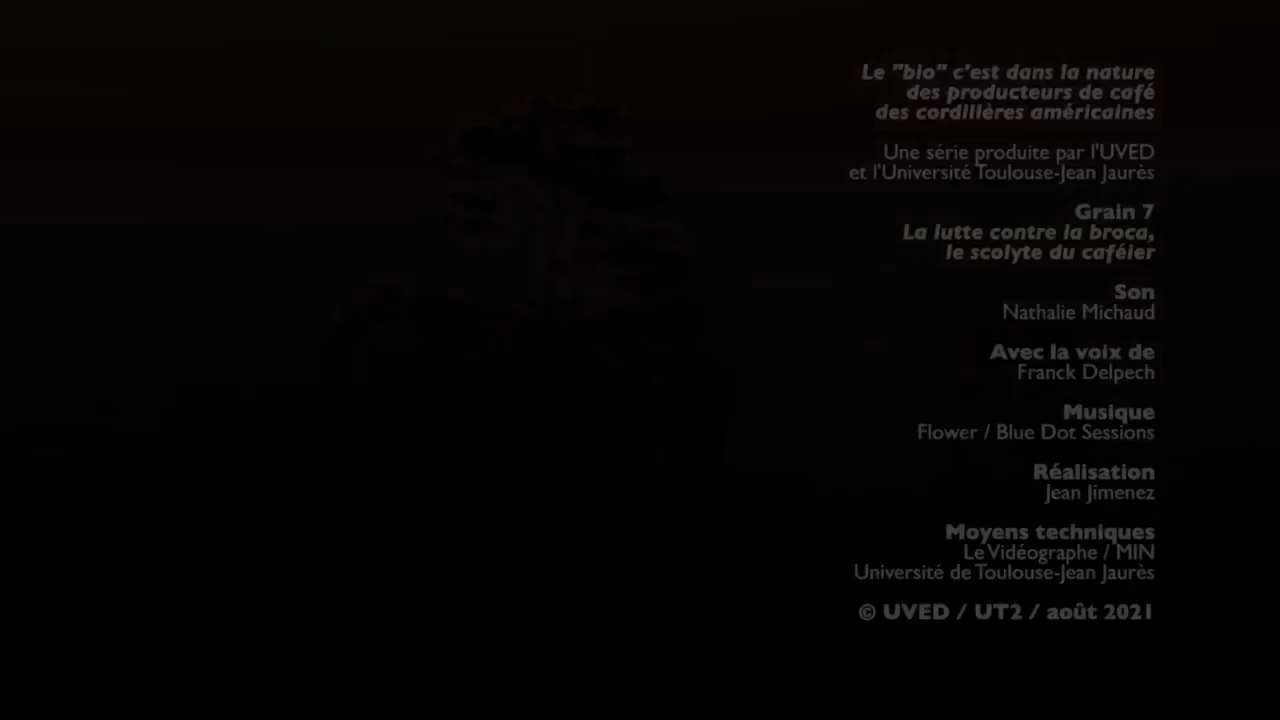 Le "bio" c'est dans la nature
des producteurs de café
des cordillères américaines
Une série produite par l'UVED
et l'Université Toulouse-Jean Jaurès
Grain 7
La lutte contre la broca,
le scolyte du caféier
Son
Nathalie Michaud
Avec la voix de
Franck Delpech
Musique
Flower / Blue Dot Sessions
Réalisation
Jean Jimenez
Moyens techniques
Le Vidéographe / MIN
Université de Toulouse-Jean Jaurès
© UVED / UT2 / août 2021